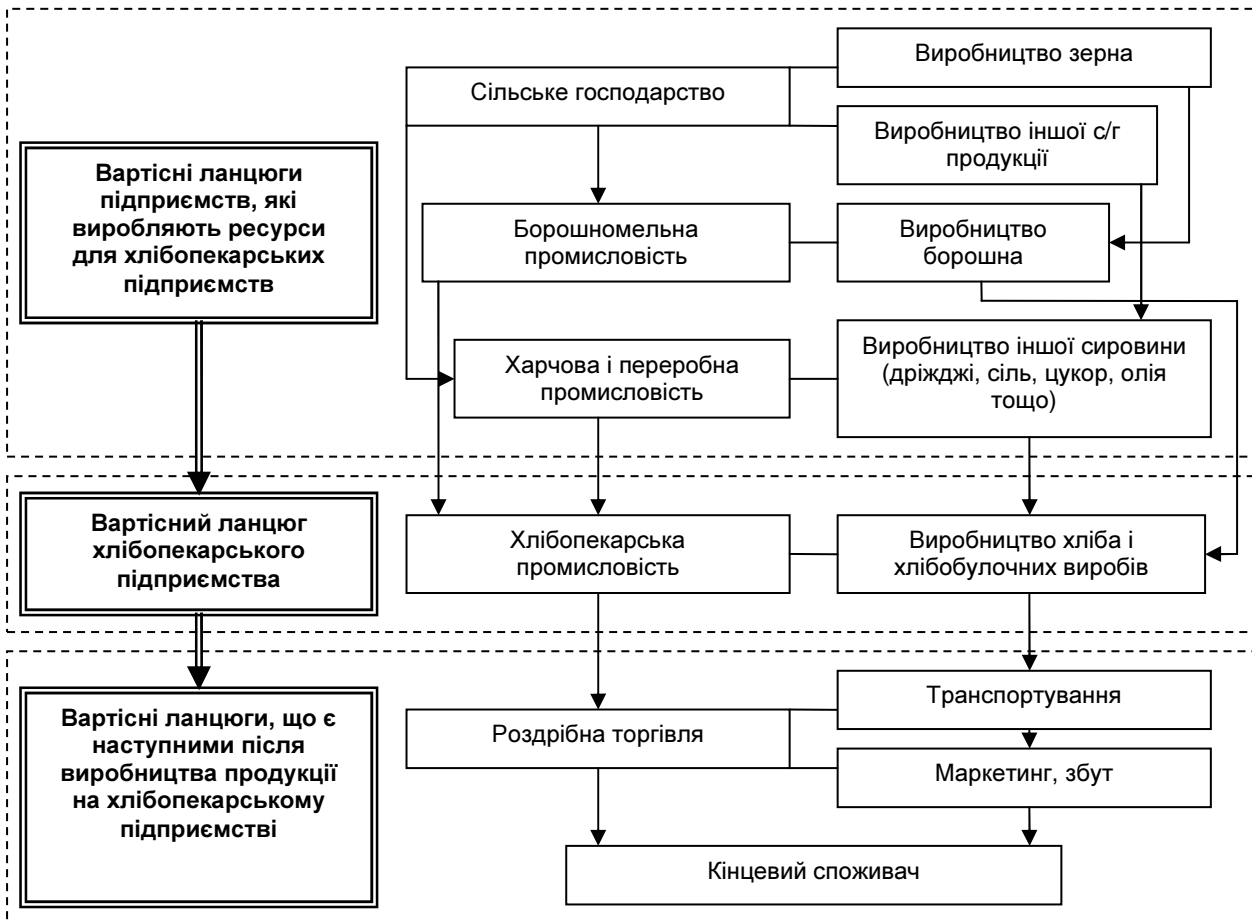 Виробництво зерна
Сільське господарство
Виробництво іншої с/г
продукції
Вартісні ланцюги
підприємств, які
виробляють ресурси
для хлібопекарських
підприємств
Борошномельна
промисловість
Виробництво
борошна
Харчова і переробна
промисловість
Виробництво іншої сировини
(дріжджі, сіль, цукор, олія
тощо)
Вартісний ланцюг
хлібопекарського
підприємства
Хлібопекарська
промисловість
Виробництво хліба і
хлібобулочних виробів
Вартісні ланцюги, що є
наступними після
виробництва продукції
на хлібопекарському
підприємстві
Роздрібна торгівля
Транспортування
Маркетинг, збут
Кінцевий споживач